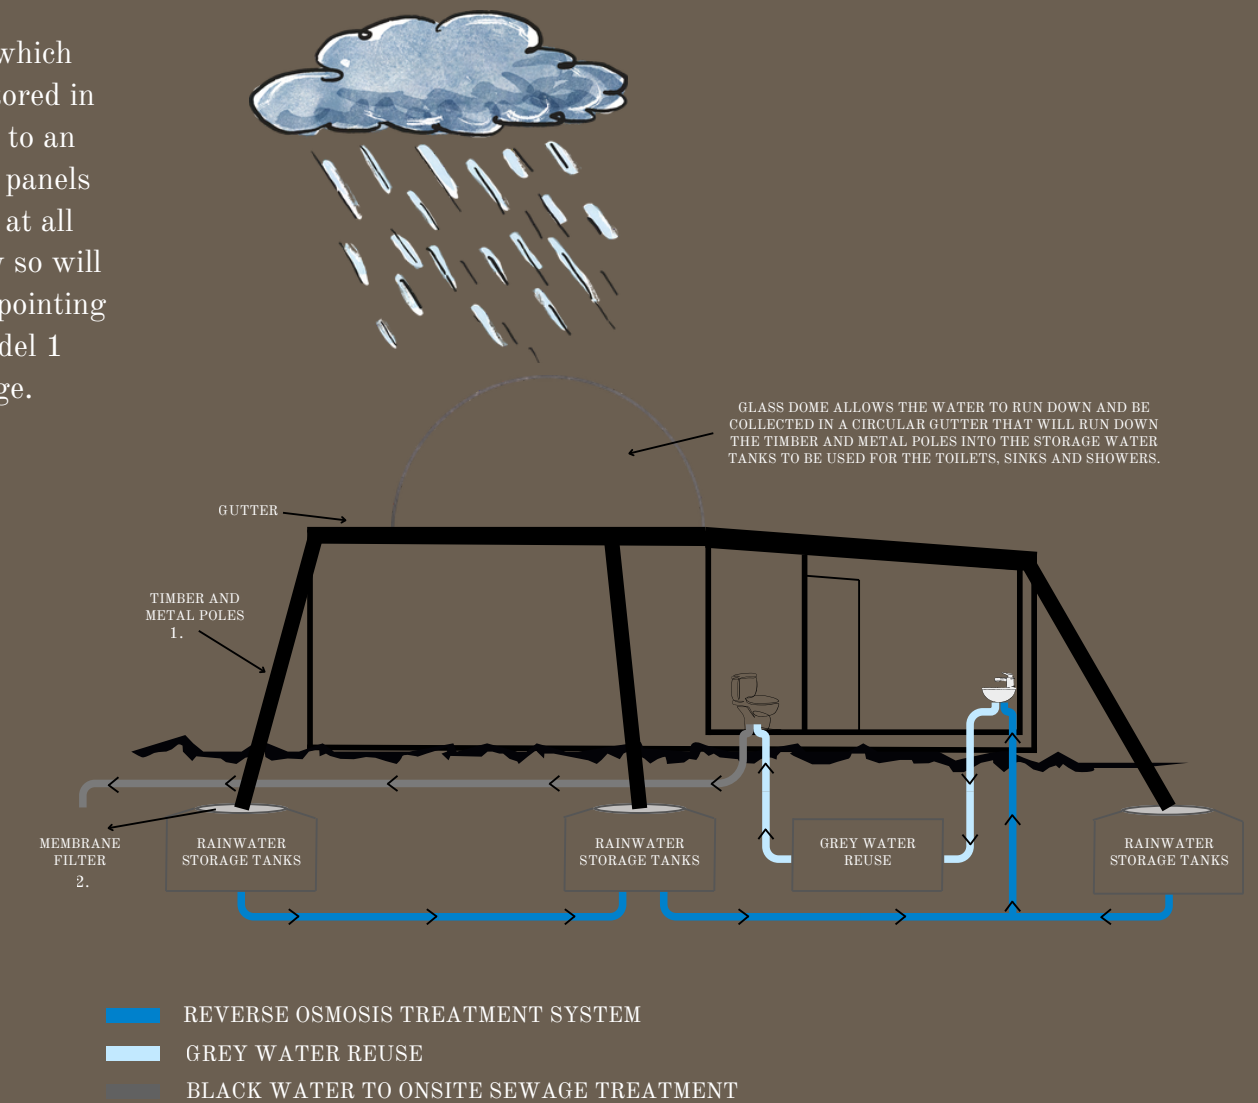 which
ored in
to an
panels
at all
so will
pointing
del 1
ge.
GLASS DOME ALLOWS THE WATER TO RUN DOWN AND BE
COLLECTED IN A CIRCULAR GUTTER THAT WILL RUN DOWN
THE TIMBER AND METAL POLES INTO THE STORAGE WATER
TANKS TO BE USED FOR THE TOILETS, SINKS AND SHOWERS.
GUTTER
TIMBER AND
METAL POLES
1.
MEMBRANE
FILTER
2.
RAINWATER
STORAGE TANKS
RAINWATER
STORAGE TANKS
GREY WATER
REUSE
RAINWATER
STORAGE TANKS
REVERSE OSMOSIS TREATMENT SYSTEM
GREY WATER REUSE
BLACK WATER TO ONSITE SEWAGE TREATMENT